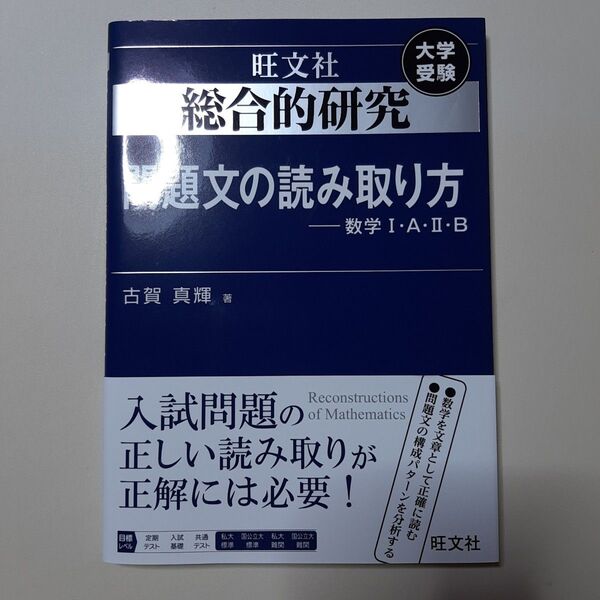 旺文社
大学
受験
総合的研究
問題文の読み取り方
── 数学 I・A・II・B
古賀 真輝 著
入試問題の
正しい読み取りが
正解には必要！
Reconstructions
of Mathematics
●数学を文章として正確に読む
●問題文の構成パターンを分析する
目標
レベル
定期
テスト
入試
基礎
共通
テスト
私大
標準
国公立大
標準
私大
難関
国公立大
難関
旺文社